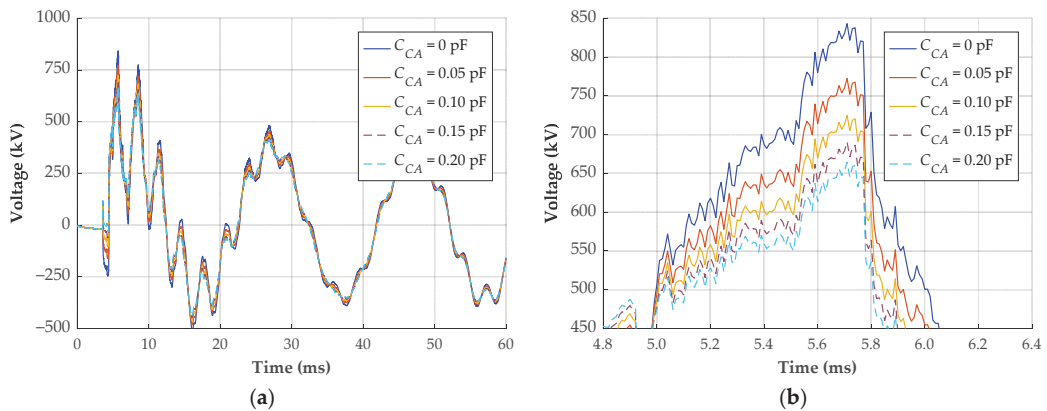 1000
750
500
250
0
−250
−500
Voltage (kV)
0
10
20
30
40
50
60
Time (ms)
C_CA = 0 pF
C_CA = 0.05 pF
C_CA = 0.10 pF
C_CA = 0.15 pF
C_CA = 0.20 pF
(a)
850
800
750
700
650
600
550
500
450
Voltage (kV)
4.8
5.0
5.2
5.4
5.6
5.8
6.0
6.2
6.4
Time (ms)
C_CA = 0 pF
C_CA = 0.05 pF
C_CA = 0.10 pF
C_CA = 0.15 pF
C_CA = 0.20 pF
(b)